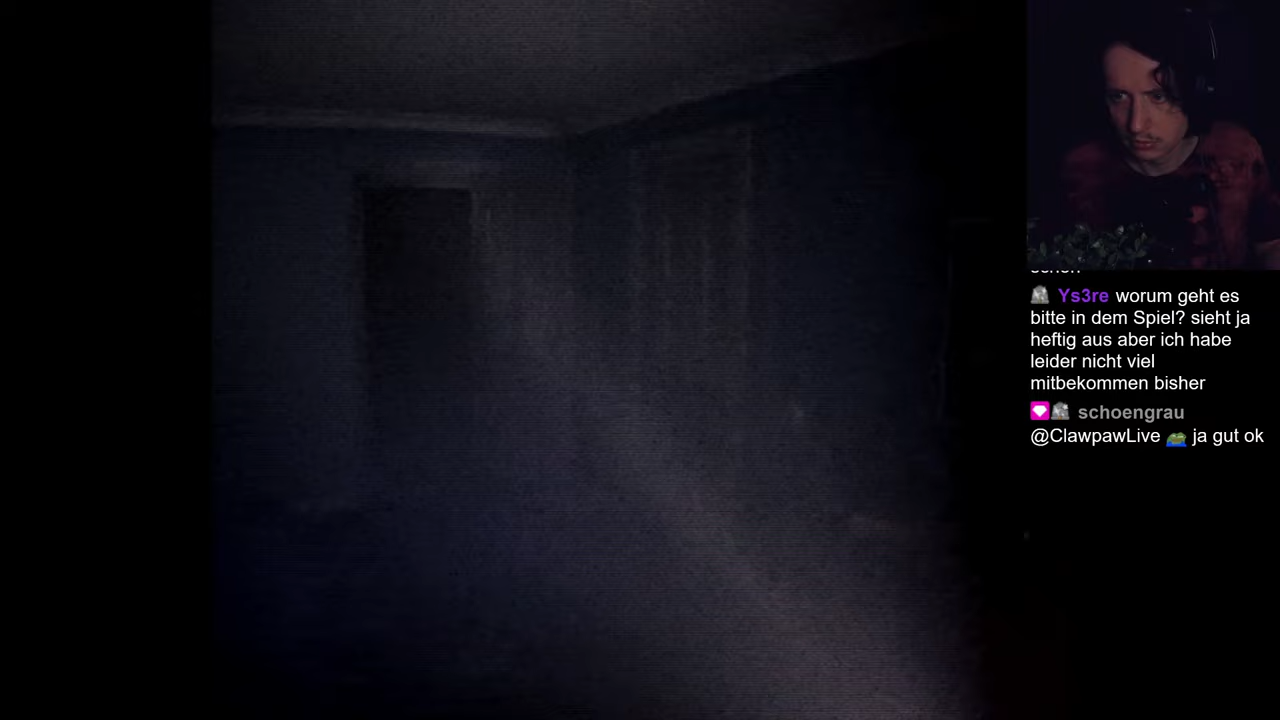 Ys3re worum geht es
bitte in dem Spiel? sieht ja
heftig aus aber ich habe
leider nicht viel
mitbekommen bisher
schoengrau
@ClawpawLive ja gut ok